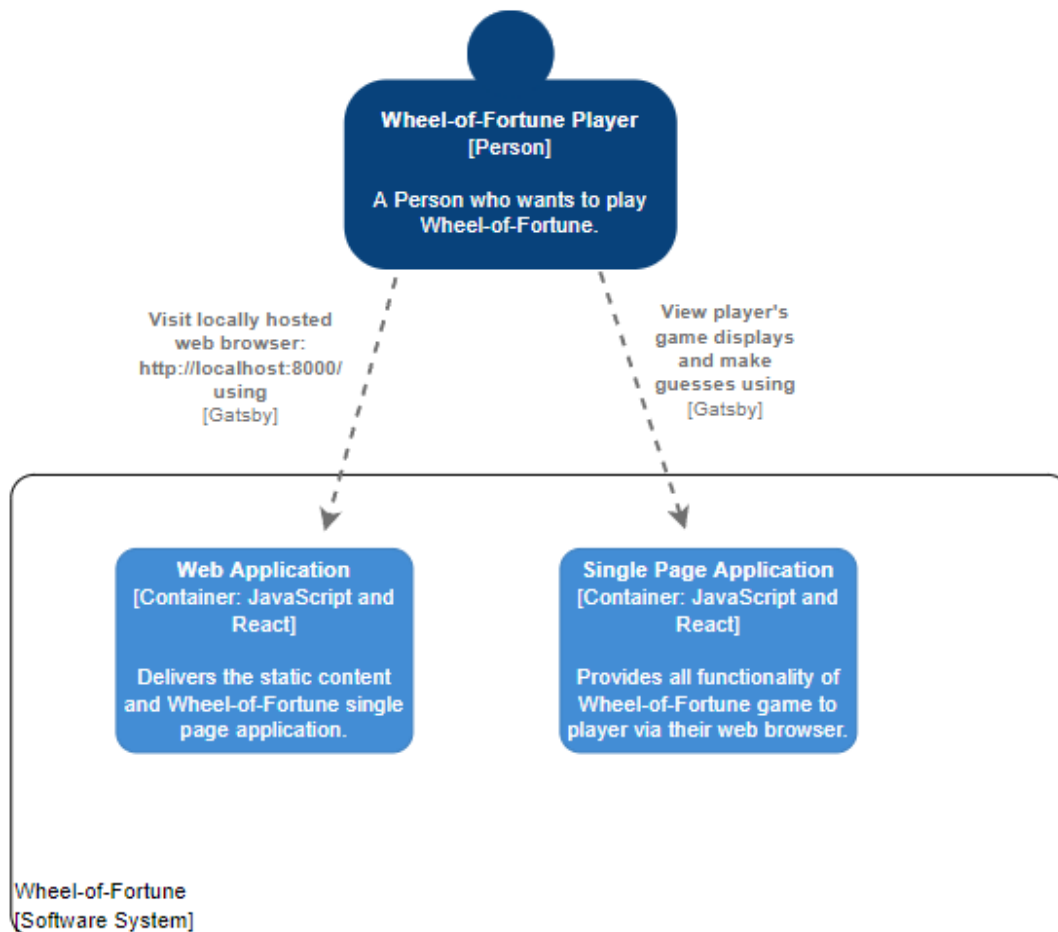 Wheel-of-Fortune Player
[Person]
A Person who wants to play
Wheel-of-Fortune.
Visit locally hosted
web browser:
http://localhost:8000/
using
[Gatsby]
View player's
game displays
and make
guesses using
[Gatsby]
Web Application
[Container: JavaScript and
React]
Delivers the static content
and Wheel-of-Fortune single
page application.
Single Page Application
[Container: JavaScript and
React]
Provides all functionality of
Wheel-of-Fortune game to
player via their web browser.
Wheel-of-Fortune
[Software System]